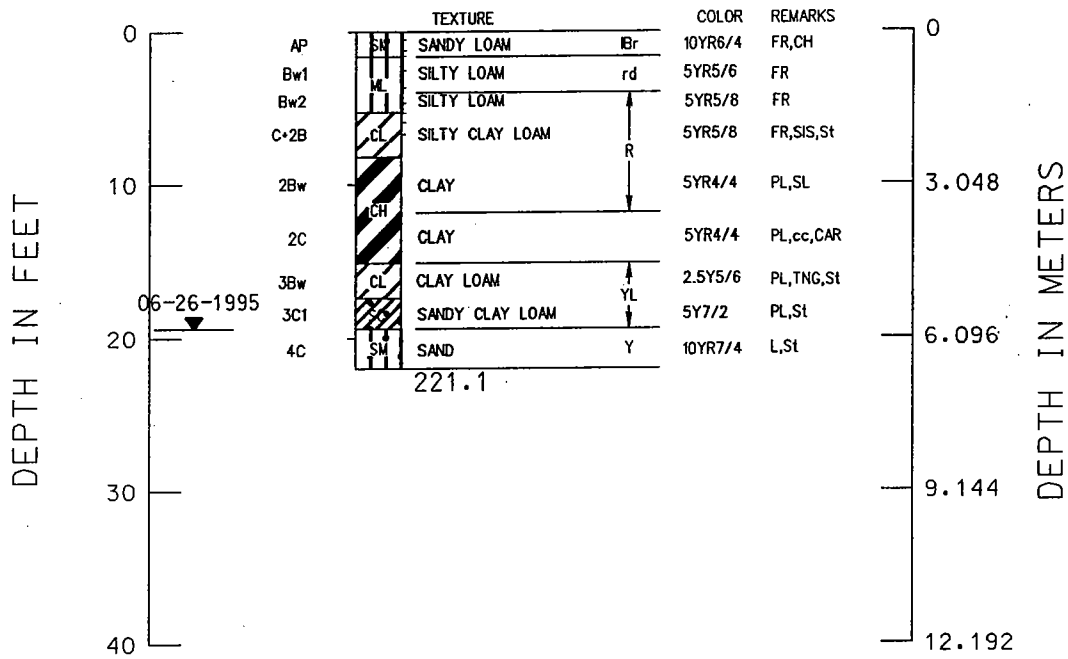 TEXTURE COLOR REMARKS
0 0
AP SM SANDY LOAM lBr 10YR6/4 FR,CH
Bw1 SILTY LOAM rd 5YR5/6 FR
ML
Bw2 SILTY LOAM 5YR5/8 FR
C+2B CL SILTY CLAY LOAM 5YR5/8 FR,SIS,St
R
10 2Bw CLAY 5YR4/4 PL,SL 3.048
CH
2C CLAY 5YR4/4 PL,cc,CAR
3Bw CL CLAY LOAM 2.5Y5/6 PL,TNG,St
YL
06-26-1995
3C1 SC SANDY CLAY LOAM 5Y7/2 PL,St
20 6.096
4C SM SAND Y 10YR7/4 L,St
221.1
30 9.144
40 12.192
DEPTH IN FEET
DEPTH IN METERS